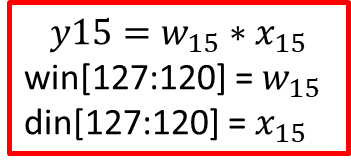 y15 = w₁₅ * x₁₅
win[127:120] = w₁₅
din[127:120] = x₁₅